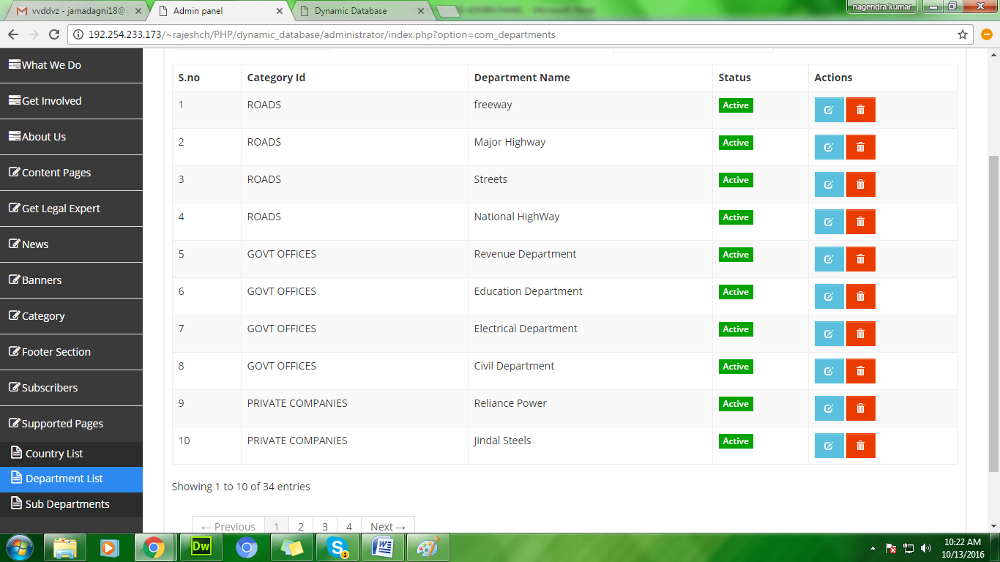 vvddvz - jamadagni18@
Admin panel
Dynamic Database
nagendra kumar
192.254.233.173/~rajeshch/PHP/dynamic_database/administrator/index.php?option=com_departments
What We Do
Get Involved
About Us
Content Pages
Get Legal Expert
News
Banners
Category
Footer Section
Subscribers
Supported Pages
Country List
Department List
Sub Departments
S.no Category Id Department Name Status Actions
1 ROADS freeway Active
2 ROADS Major Highway Active
3 ROADS Streets Active
4 ROADS National HighWay Active
5 GOVT OFFICES Revenue Department Active
6 GOVT OFFICES Education Department Active
7 GOVT OFFICES Electrical Department Active
8 GOVT OFFICES Civil Department Active
9 PRIVATE COMPANIES Reliance Power Active
10 PRIVATE COMPANIES Jindal Steels Active
Showing 1 to 10 of 34 entries
← Previous 1 2 3 4 Next →
Dw
S 1
W
10:22 AM
10/13/2016